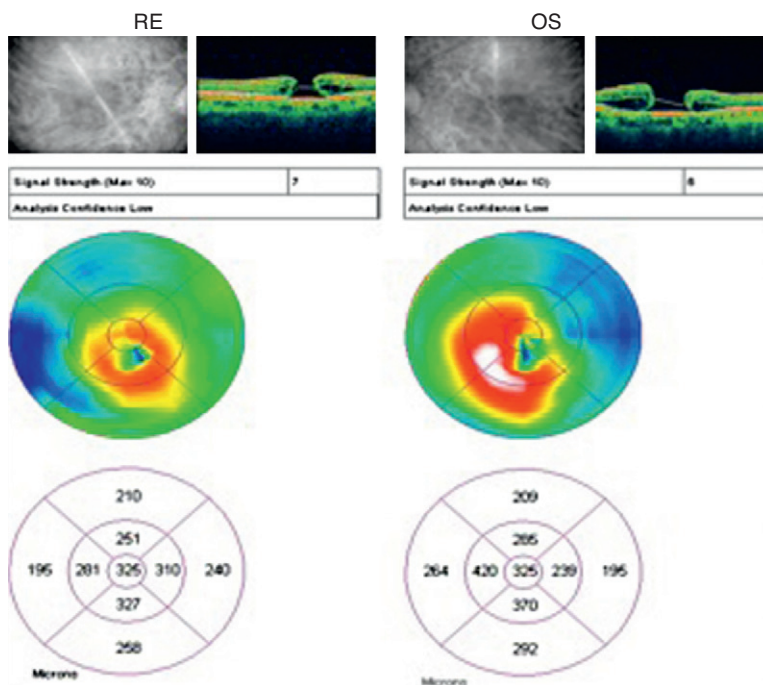 RE
OS
Signal Strength (Max 10) 7
Analysis Confidence Low
Signal Strength (Max 10) 6
Analysis Confidence Low
210
251
195 281 325 310 240
327
258
Microns
209
285
264 420 325 239 195
370
292
Microns